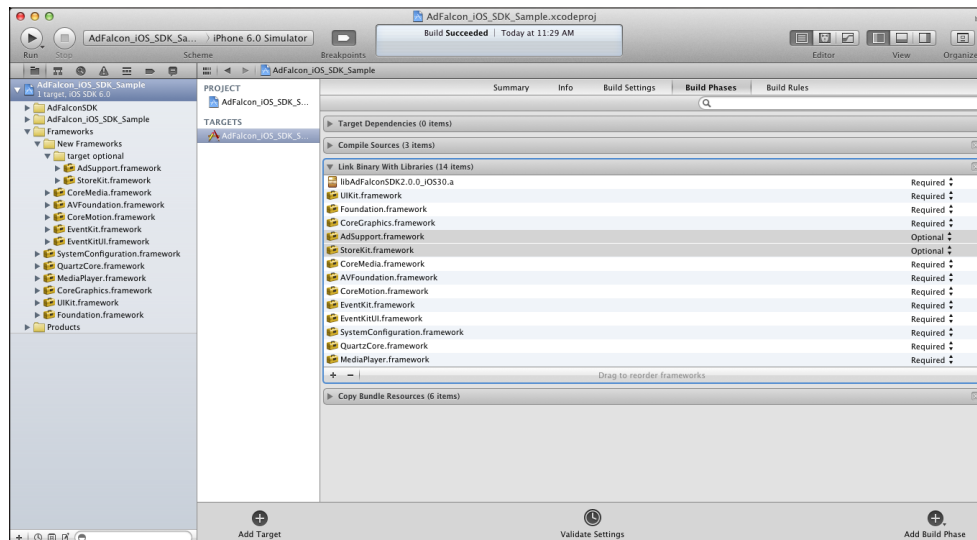 AdFalcon_iOS_SDK_Sample.xcodeproj
AdFalcon_iOS_SDK_Sa... iPhone 6.0 Simulator
Build Succeeded | Today at 11:29 AM
Run Stop Scheme Breakpoints Editor View Organize
AdFalcon_iOS_SDK_Sample
AdFalcon_iOS_SDK_Sample
1 target, iOS SDK 6.0
AdFalconSDK
AdFalcon_iOS_SDK_Sample
Frameworks
New Frameworks
target optional
AdSupport.framework
StoreKit.framework
CoreMedia.framework
AVFoundation.framework
CoreMotion.framework
EventKit.framework
EventKitUI.framework
SystemConfiguration.framework
QuartzCore.framework
MediaPlayer.framework
CoreGraphics.framework
UIKit.framework
Foundation.framework
Products
PROJECT
AdFalcon_iOS_SDK_S...
TARGETS
AdFalcon_iOS_SDK_S...
Summary Info Build Settings Build Phases Build Rules
Target Dependencies (0 items)
Compile Sources (3 items)
Link Binary With Libraries (14 items)
libAdFalconSDK2.0.0_iOS30.a Required
UIKit.framework Required
Foundation.framework Required
CoreGraphics.framework Required
AdSupport.framework Optional
StoreKit.framework Optional
CoreMedia.framework Required
AVFoundation.framework Required
CoreMotion.framework Required
EventKit.framework Required
EventKitUI.framework Required
SystemConfiguration.framework Required
QuartzCore.framework Required
MediaPlayer.framework Required
Drag to reorder frameworks
Copy Bundle Resources (6 items)
Add Target Validate Settings Add Build Phase